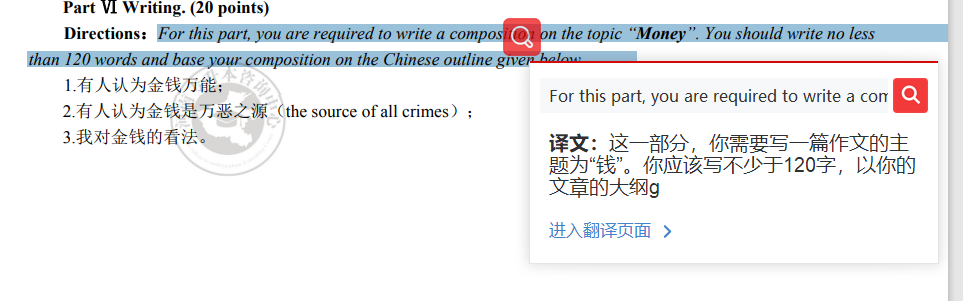 Part Ⅵ Writing. (20 points)
Directions: For this part, you are required to write a composition on the topic “Money”. You should write no less
than 120 words and base your composition on the Chinese outline given below.
1.有人认为金钱万能；
2.有人认为金钱是万恶之源（the source of all crimes）；
3.我对金钱的看法。
For this part, you are required to write a com
译文：这一部分，你需要写一篇作文的主
题为“钱”。你应该写不少于120字，以你的
文章的大纲g
进入翻译页面